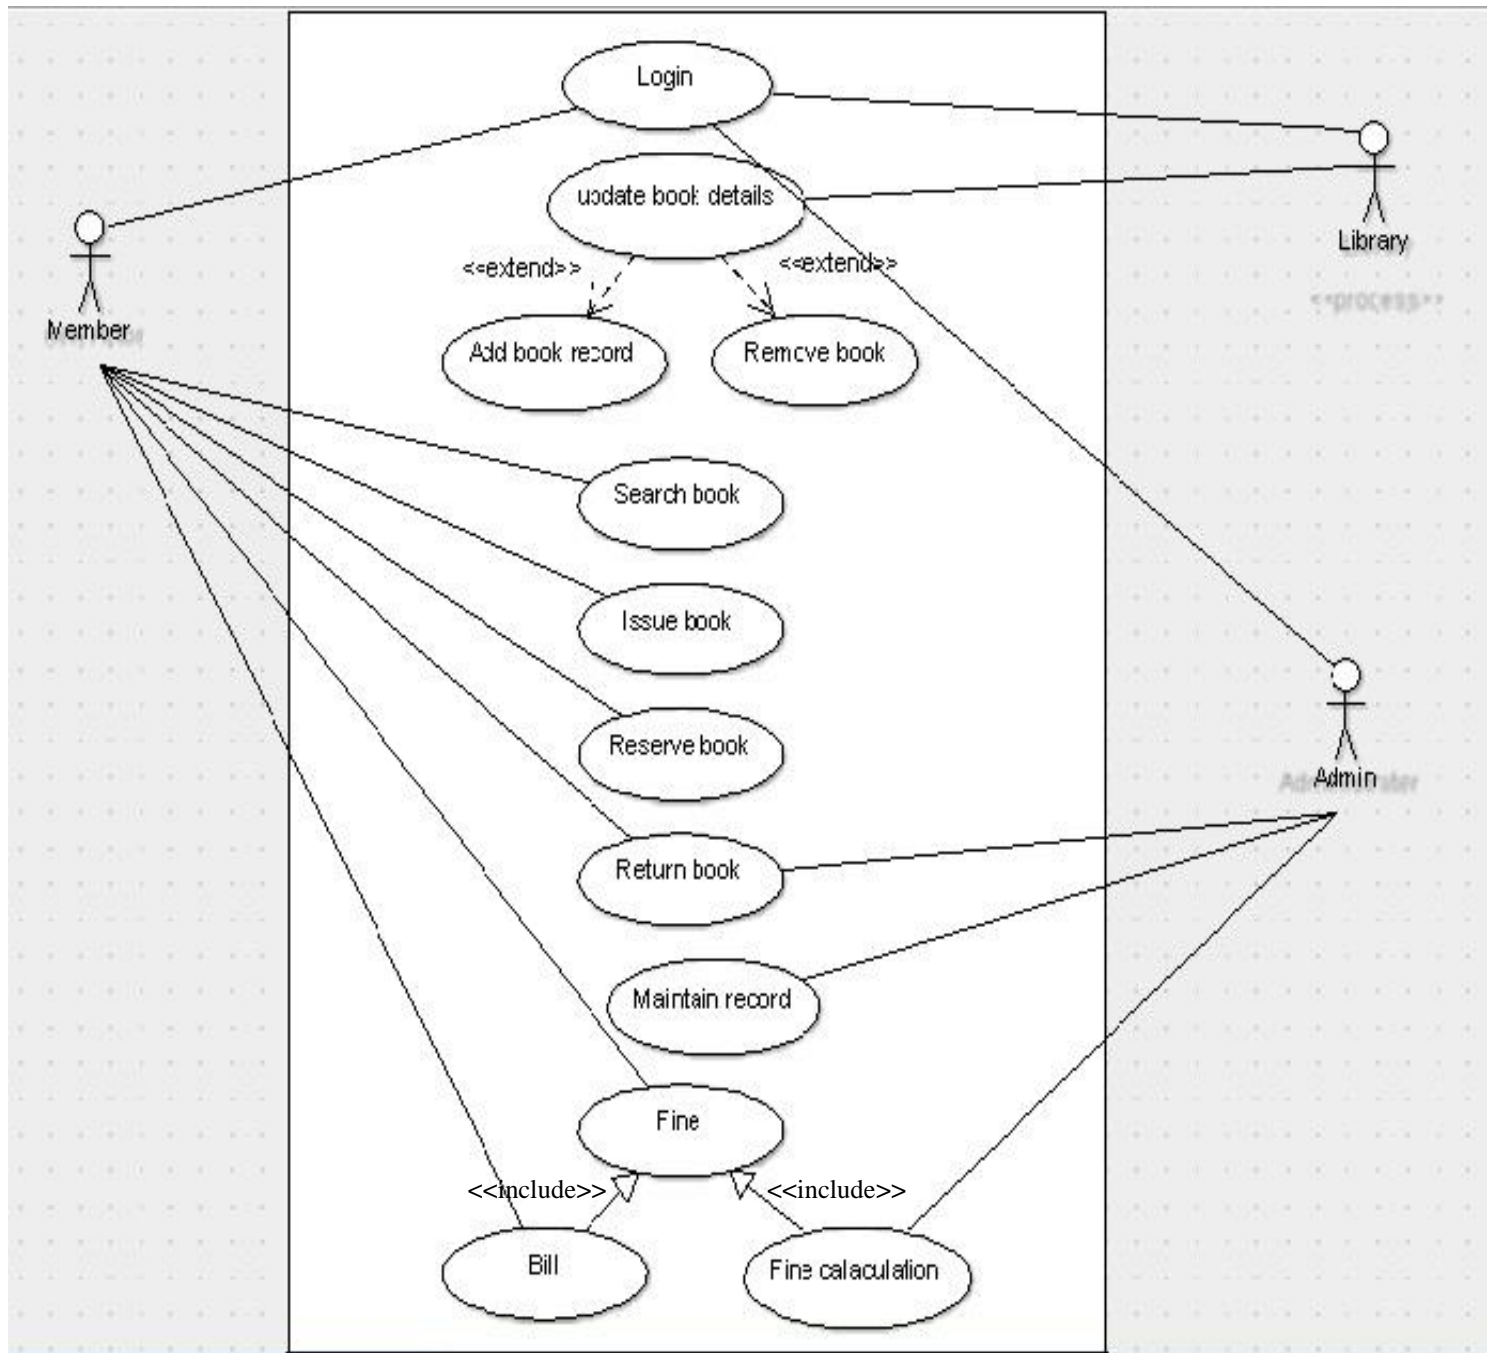 Login
update book details
Library
<<extend>>
<<extend>>
<<process>>
Member
Add book record
Remove book
Search book
Issue book
Reserve book
Admin
Return book
Maintain record
Fine
<<include>>
<<include>>
Bill
Fine calaculation